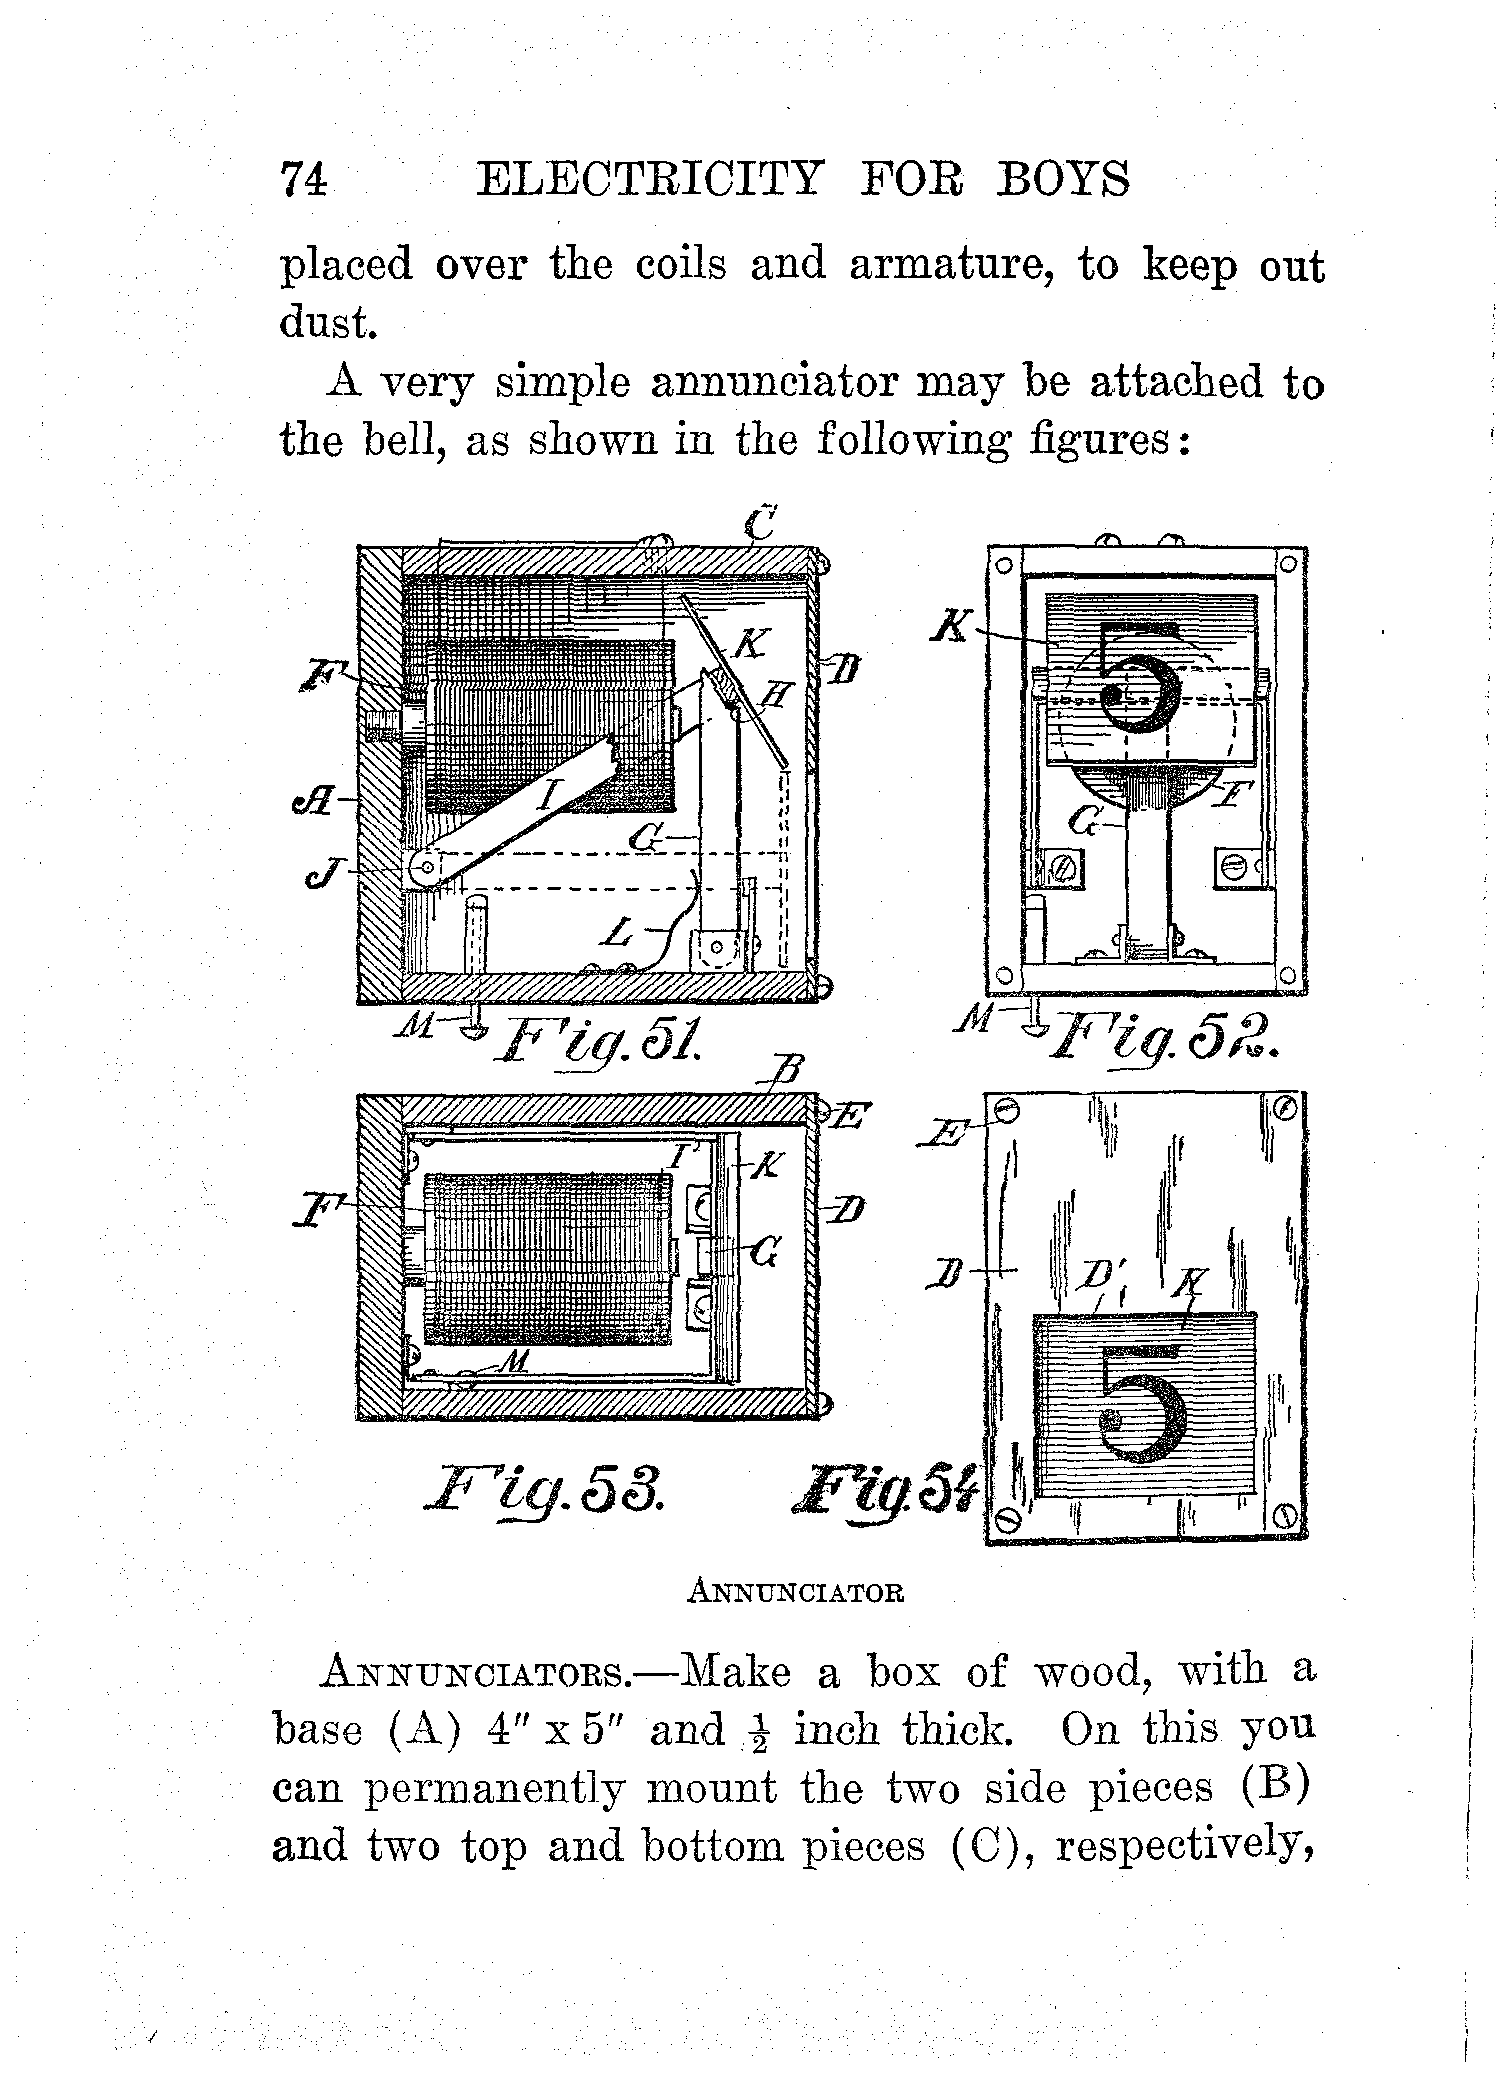 74 ELECTRICITY FOR BOYS
placed over the coils and armature, to keep out
dust.
A very simple annunciator may be attached to
the bell, as shown in the following figures:
C
F
K
D
H
A
I
G
J
L
M
Fig. 51.
K
F
G
5
M
Fig. 52.
B
E
I'
K
F
D
G
M
Fig. 53.
E
D
D'
K
5
Fig. 54
ANNUNCIATOR
ANNUNCIATORS.—Make a box of wood, with a
base (A) 4" x 5" and ½ inch thick. On this you
can permanently mount the two side pieces (B)
and two top and bottom pieces (C), respectively,